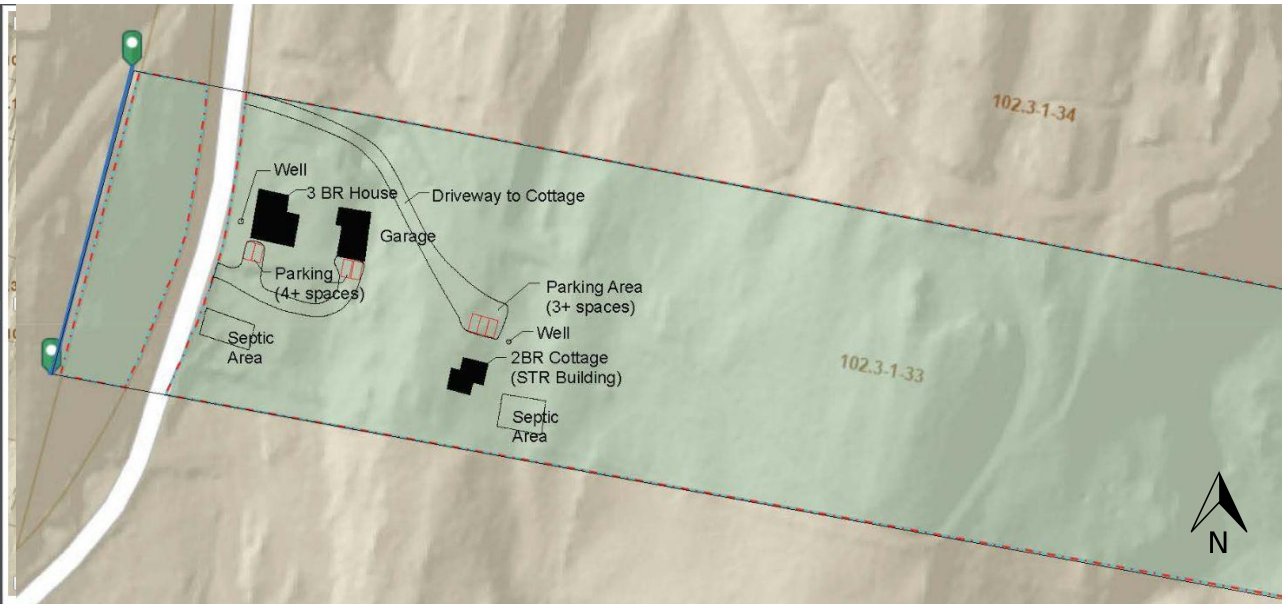 102.3-1-34
Well
3 BR House
Driveway to Cottage
Garage
Parking
(4+ spaces)
Parking Area
(3+ spaces)
Septic
Area
Well
2BR Cottage
(STR Building)
102.3-1-33
Septic
Area
N